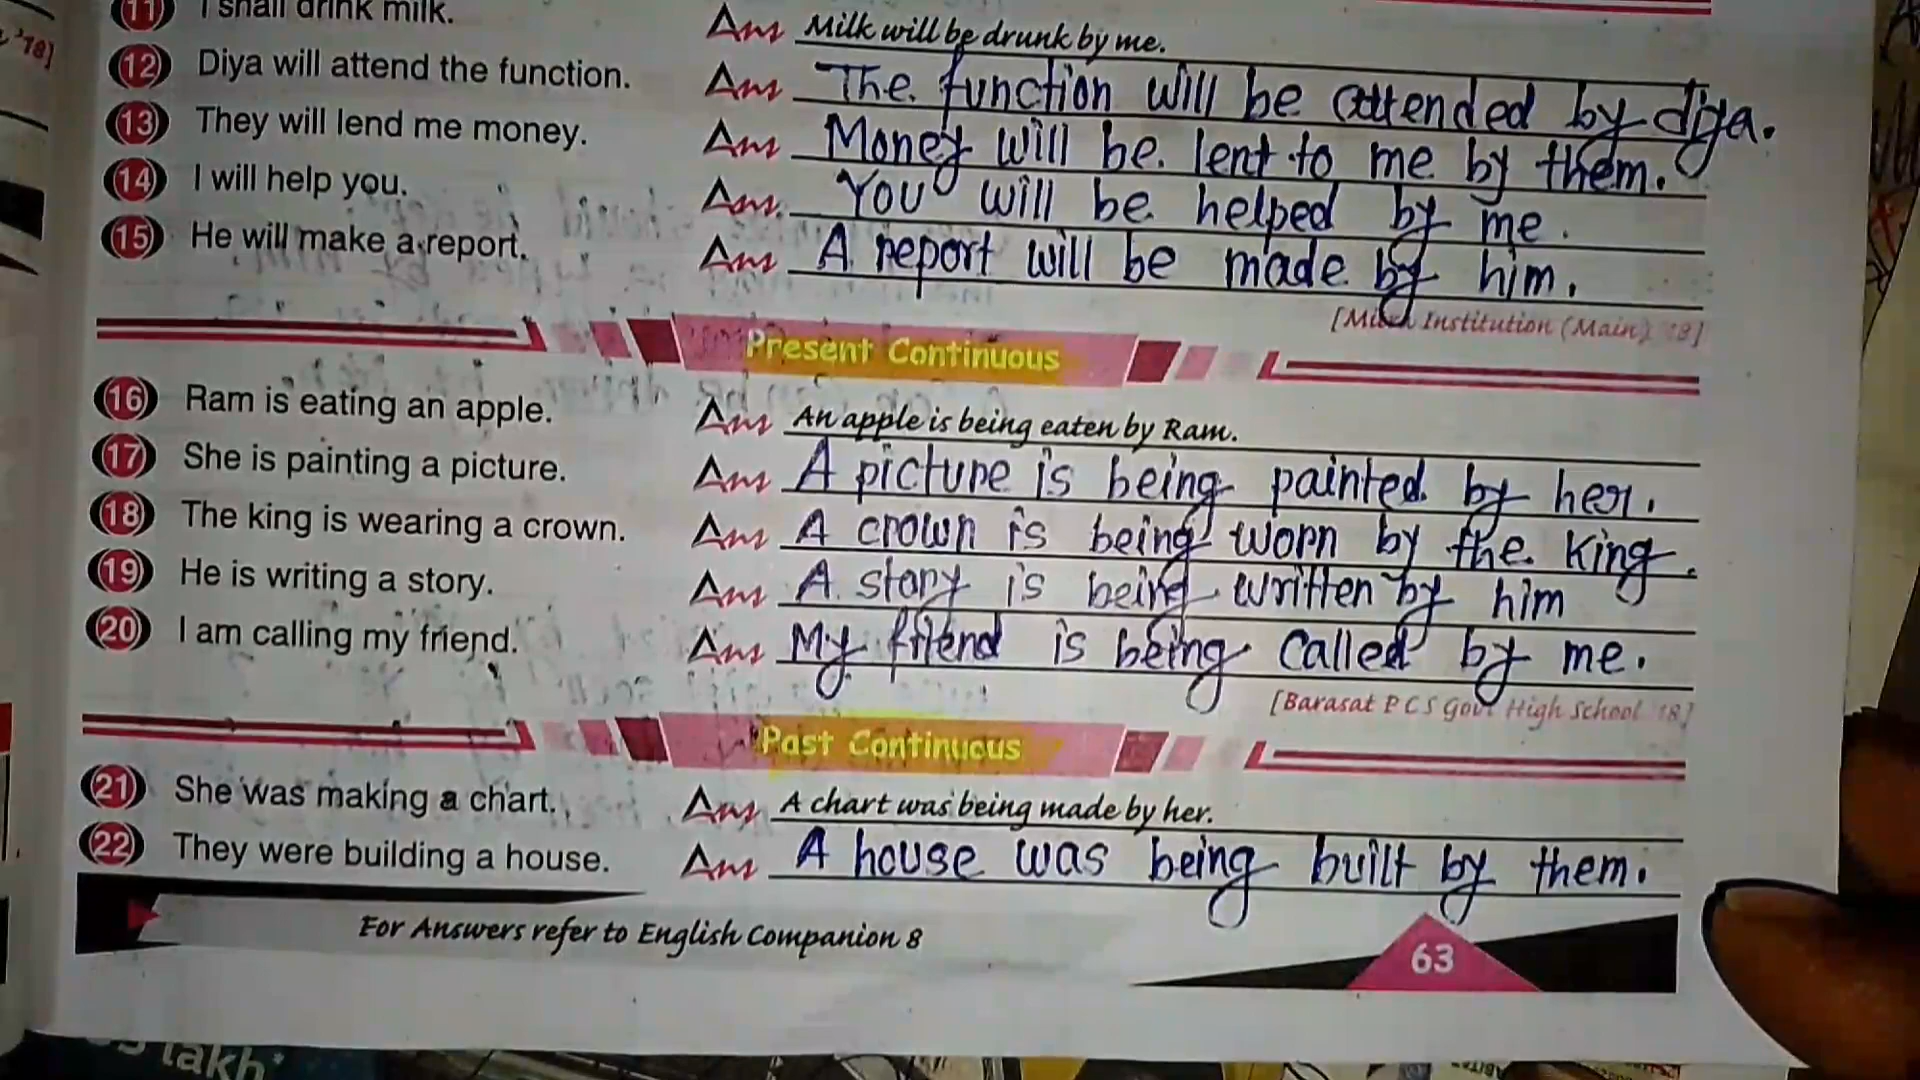 '18]
11 I shall drink milk.
Ans Milk will be drunk by me.
12 Diya will attend the function.
Ans The function will be attended by diya.
13 They will lend me money.
Ans Money will be lent to me by them.
14 I will help you.
Ans. You will be helped by me.
15 He will make a report.
Ans A report will be made by him.
[Mitra Institution (Main) '18]
Present Continuous
16 Ram is eating an apple.
Ans An apple is being eaten by Ram.
17 She is painting a picture.
Ans A picture is being painted by her.
18 The king is wearing a crown.
Ans A crown is being worn by the King.
19 He is writing a story.
Ans A story is being written by him
20 I am calling my friend.
Ans My friend is being called by me.
[Barasat P C S Govt High School '18]
Past Continuous
21 She was making a chart.
Ans A chart was being made by her.
22 They were building a house.
Ans A house was being built by them.
For Answers refer to English Companion 8
63
lakh